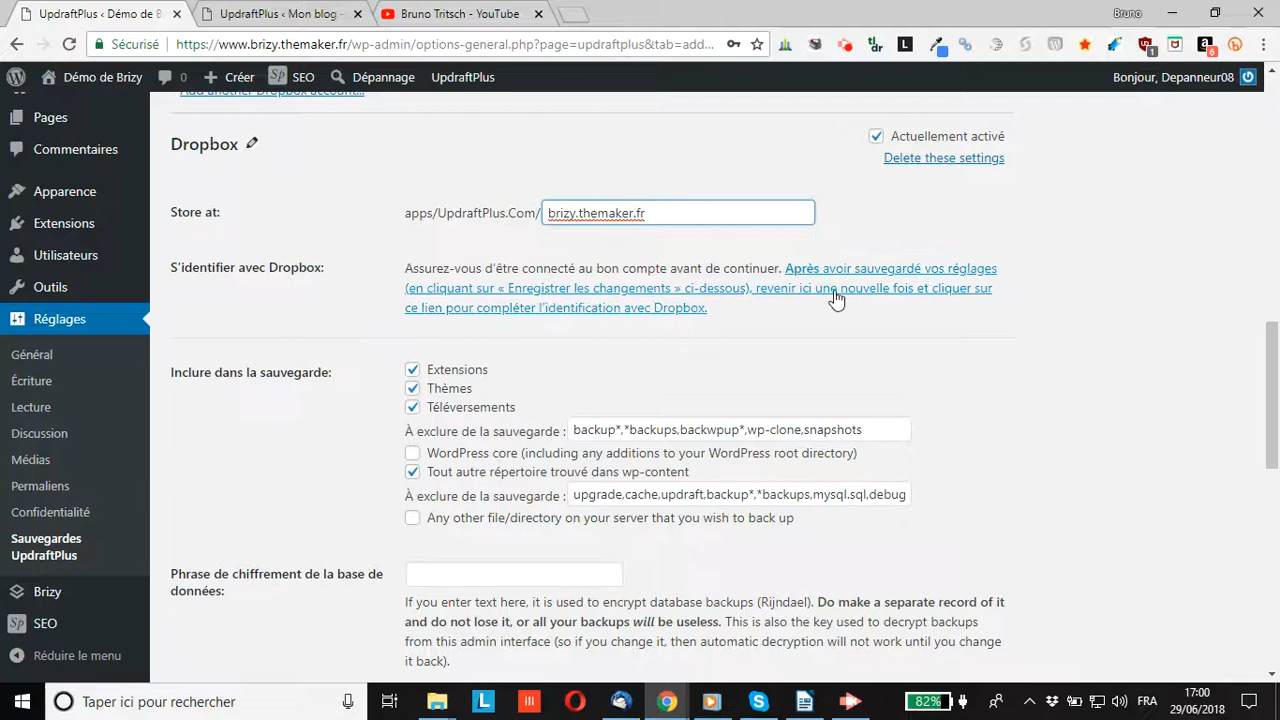 UpdraftPlus ‹ Démo de B
UpdraftPlus ‹ Mon blog –
Bruno Tritsch - YouTube
Bruno
Sécurisé
https://www.brizy.themaker.fr/wp-admin/options-general.php?page=updraftplus&tab=add...
Démo de Brizy
0
Créer
SEO
Dépannage
UpdraftPlus
Bonjour, Depanneur08
Pages
Commentaires
Apparence
Extensions
Utilisateurs
Outils
Réglages
Général
Écriture
Lecture
Discussion
Médias
Permaliens
Confidentialité
Sauvegardes
UpdraftPlus
Brizy
SEO
Réduire le menu
Add another Dropbox account...
Dropbox
Actuellement activé
Delete these settings
Store at:
apps/UpdraftPlus.Com/
brizy.themaker.fr
S'identifier avec Dropbox:
Assurez-vous d'être connecté au bon compte avant de continuer. Après avoir sauvegardé vos réglages
(en cliquant sur « Enregistrer les changements » ci-dessous), revenir ici une nouvelle fois et cliquer sur
ce lien pour compléter l'identification avec Dropbox.
Inclure dans la sauvegarde:
Extensions
Thèmes
Téléversements
À exclure de la sauvegarde :
backup*,*backups,backwpup*,wp-clone,snapshots
WordPress core (including any additions to your WordPress root directory)
Tout autre répertoire trouvé dans wp-content
À exclure de la sauvegarde :
upgrade,cache,updraft,backup*,*backups,mysql.sql,debug
Any other file/directory on your server that you wish to back up
Phrase de chiffrement de la base de
données:
If you enter text here, it is used to encrypt database backups (Rijndael). Do make a separate record of it
and do not lose it, or all your backups will be useless. This is also the key used to decrypt backups
from this admin interface (so if you change it, then automatic decryption will not work until you
change it back).
Taper ici pour rechercher
82%
FRA
17:00
29/06/2018